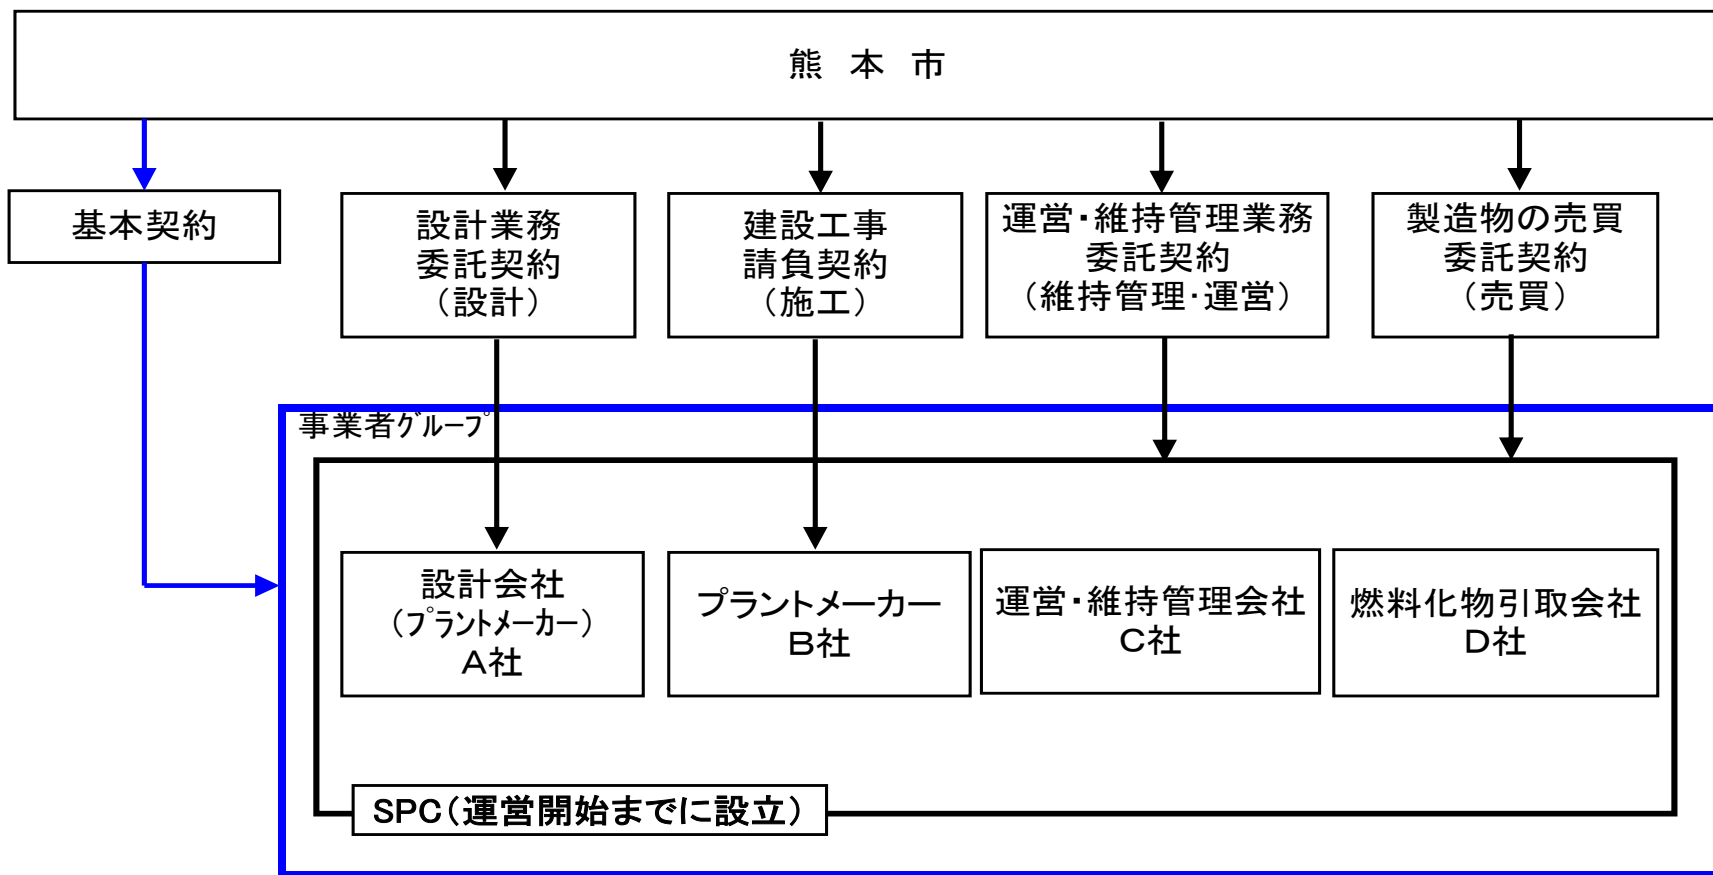 熊 本 市
基本契約
設計業務
委託契約
（設計）
建設工事
請負契約
（施工）
運営・維持管理業務
委託契約
（維持管理・運営）
製造物の売買
委託契約
（売買）
事業者グループ
設計会社
（プラントメーカー）
A社
プラントメーカー
B社
運営・維持管理会社
C社
燃料化物引取会社
D社
SPC（運営開始までに設立）